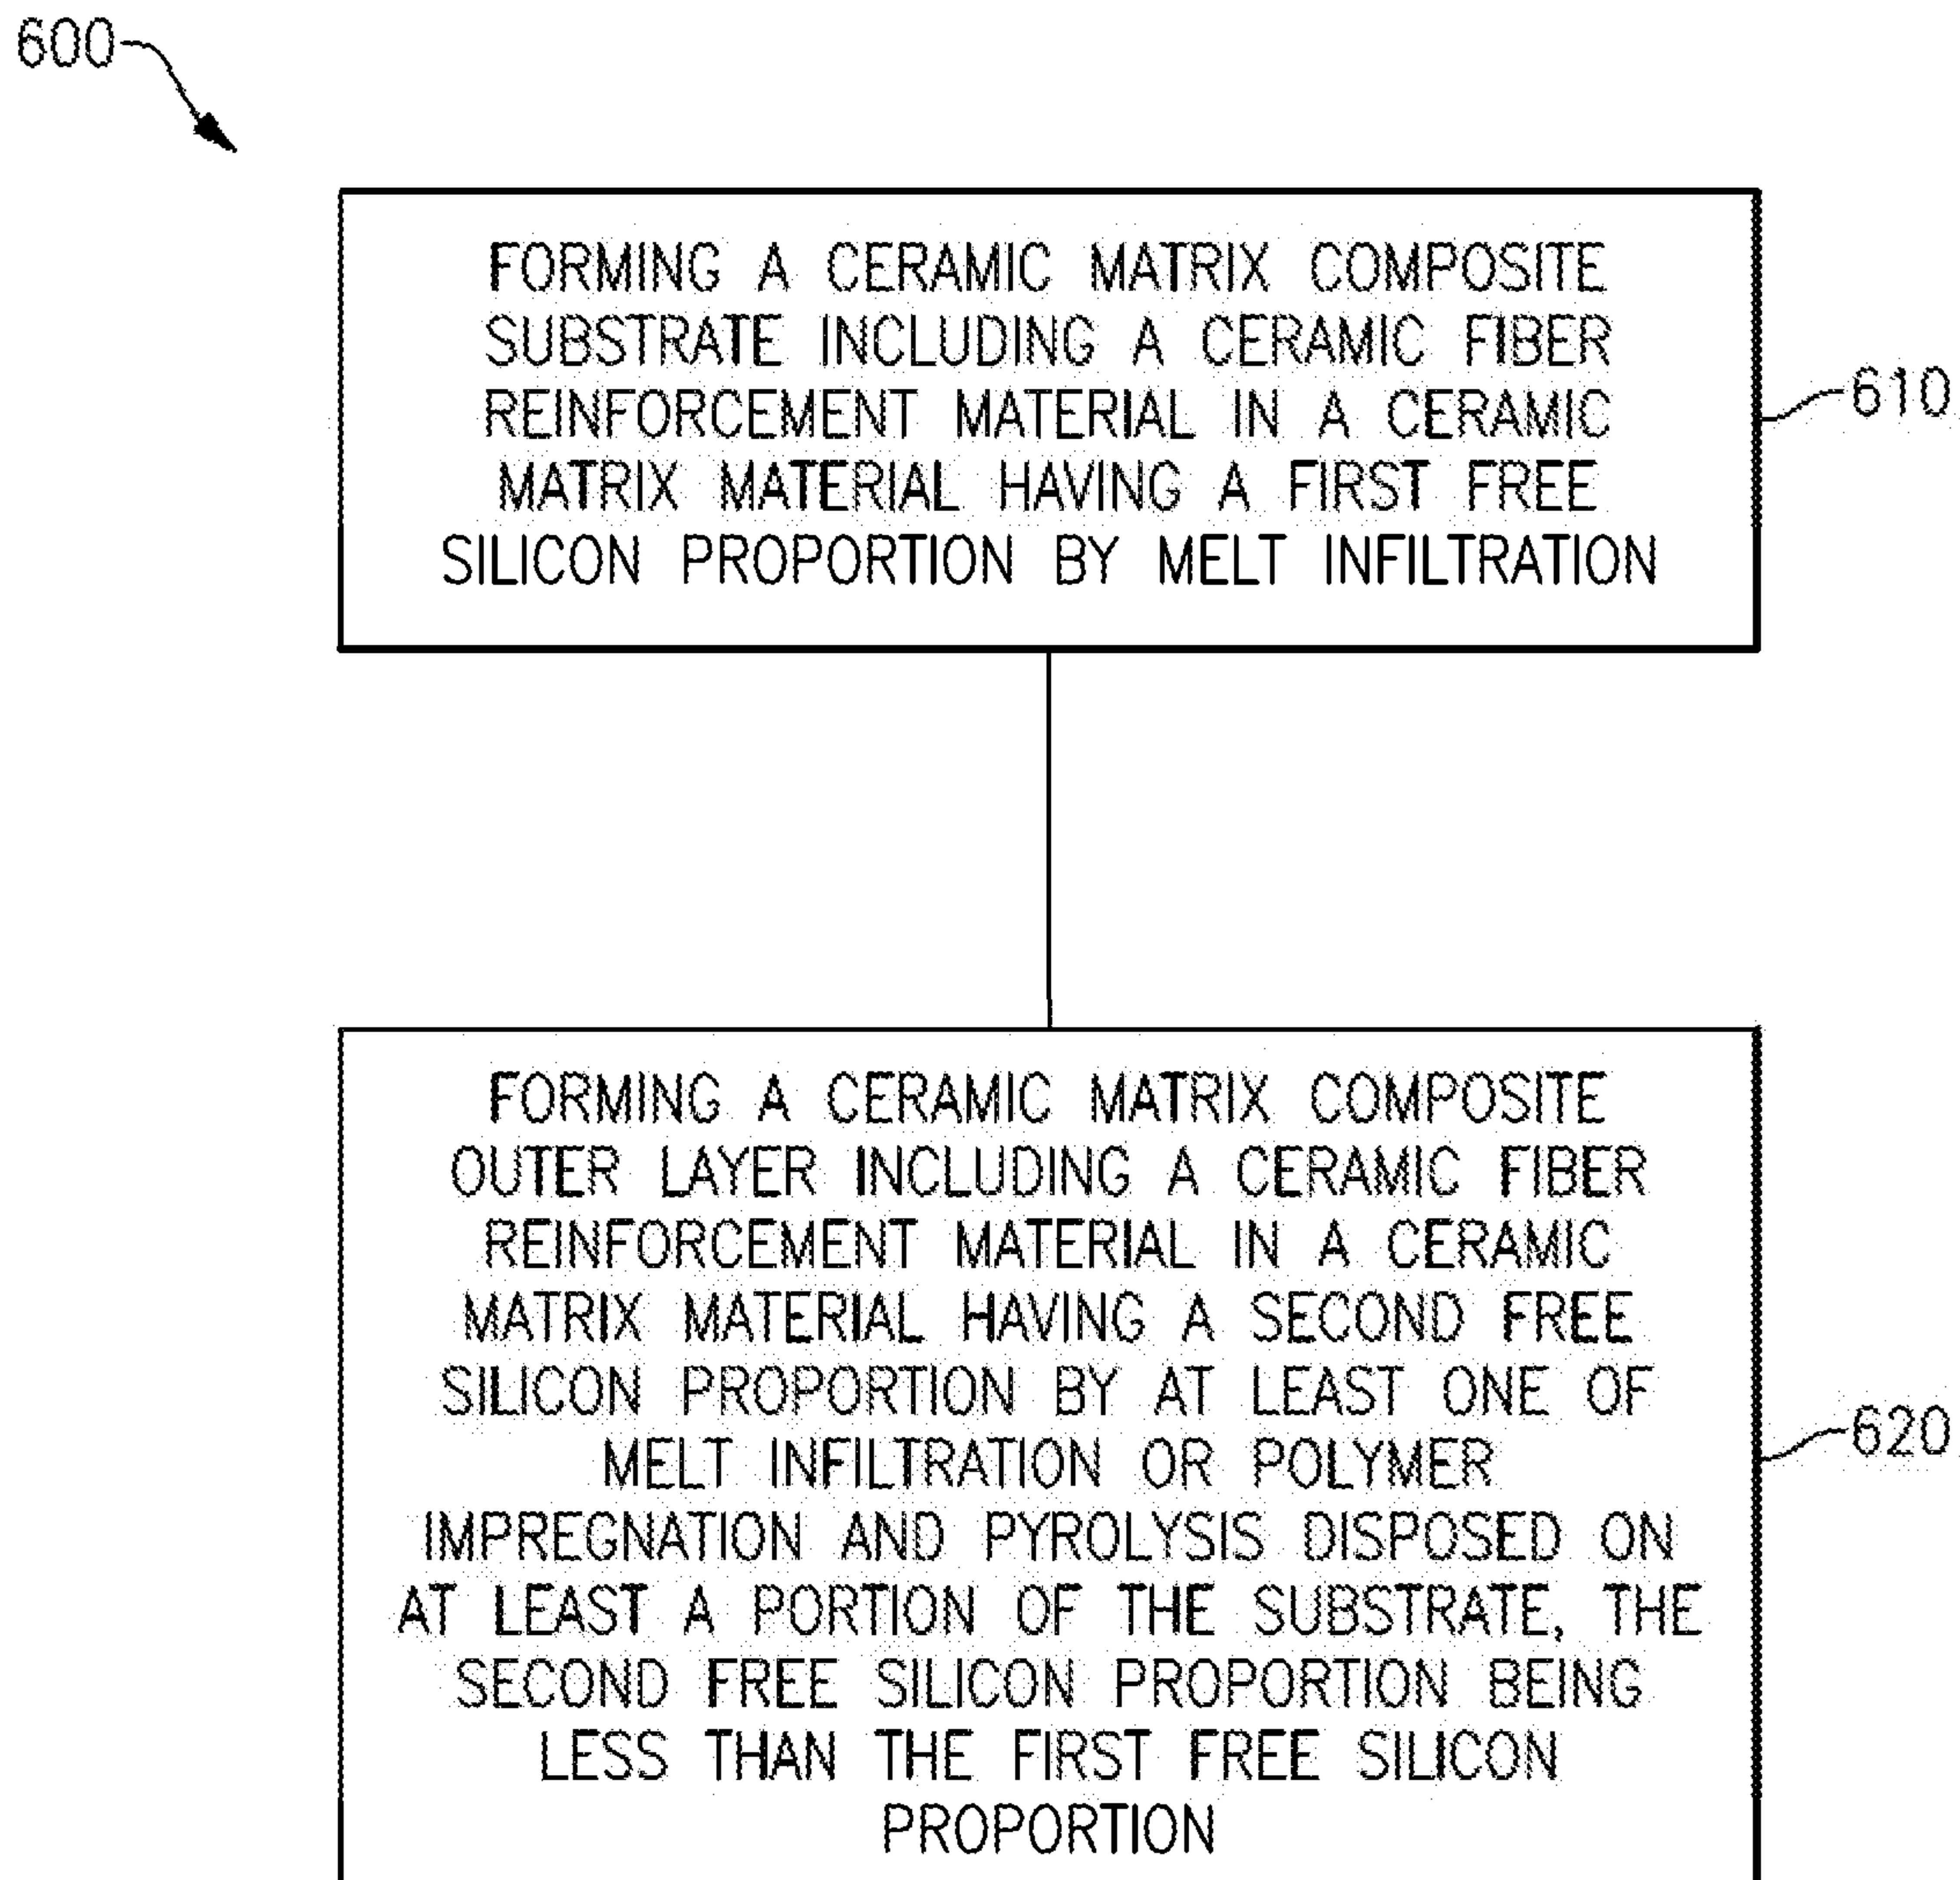 600
FORMING A CERAMIC MATRIX COMPOSITE
SUBSTRATE INCLUDING A CERAMIC FIBER
REINFORCEMENT MATERIAL IN A CERAMIC
MATRIX MATERIAL HAVING A FIRST FREE
SILICON PROPORTION BY MELT INFILTRATION
610
FORMING A CERAMIC MATRIX COMPOSITE
OUTER LAYER INCLUDING A CERAMIC FIBER
REINFORCEMENT MATERIAL IN A CERAMIC
MATRIX MATERIAL HAVING A SECOND FREE
SILICON PROPORTION BY AT LEAST ONE OF
MELT INFILTRATION OR POLYMER
IMPREGNATION AND PYROLYSIS DISPOSED ON
AT LEAST A PORTION OF THE SUBSTRATE, THE
SECOND FREE SILICON PROPORTION BEING
LESS THAN THE FIRST FREE SILICON
PROPORTION
620